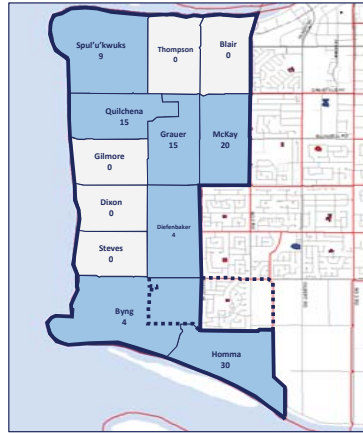 Spul'u'kwuks
9
Thompson
0
Blair
0
Quilchena
15
Grauer
15
McKay
20
Gilmore
0
Dixon
0
Diefenbaker
4
Steves
0
Byng
4
Homma
30